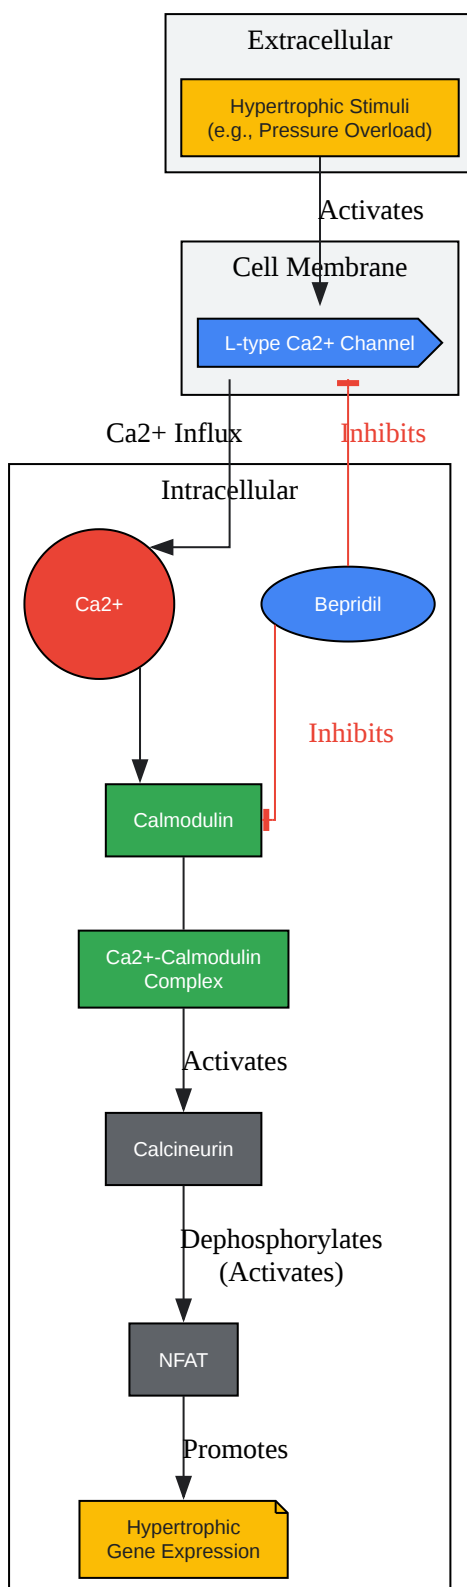 Extracellular
Hypertrophic Stimuli
(e.g., Pressure Overload)
Activates
Cell Membrane
L-type Ca2+ Channel
Ca2+ Influx
Inhibits
Intracellular
Ca2+
Bepridil
Inhibits
Calmodulin
Ca2+-Calmodulin
Complex
Activates
Calcineurin
Dephosphorylates
(Activates)
NFAT
Promotes
Hypertrophic
Gene Expression